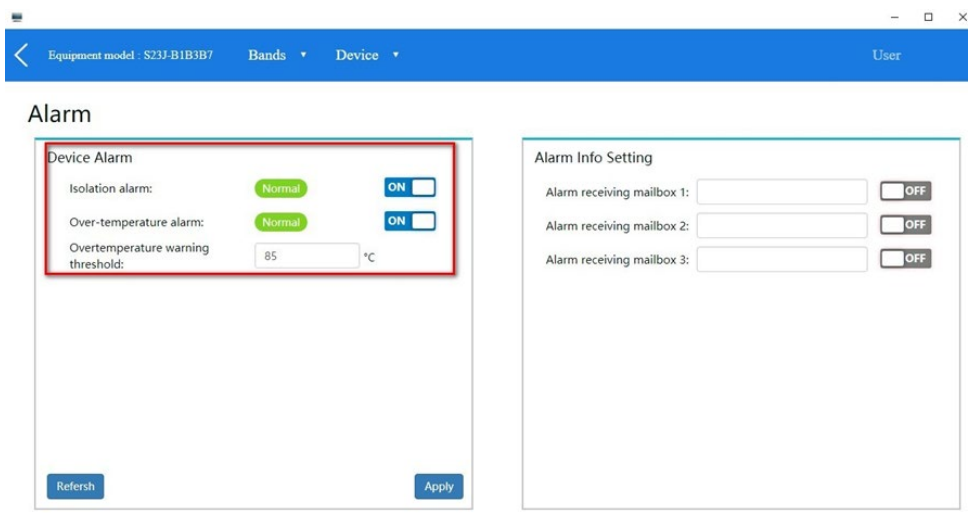 Equipment model : S23J-B1B3B7
Bands ▼
Device ▼
User
Alarm
Device Alarm
Isolation alarm: Normal ON
Over-temperature alarm: Normal ON
Overtemperature warning
threshold: 85 °C
Refersh
Apply
Alarm Info Setting
Alarm receiving mailbox 1: OFF
Alarm receiving mailbox 2: OFF
Alarm receiving mailbox 3: OFF